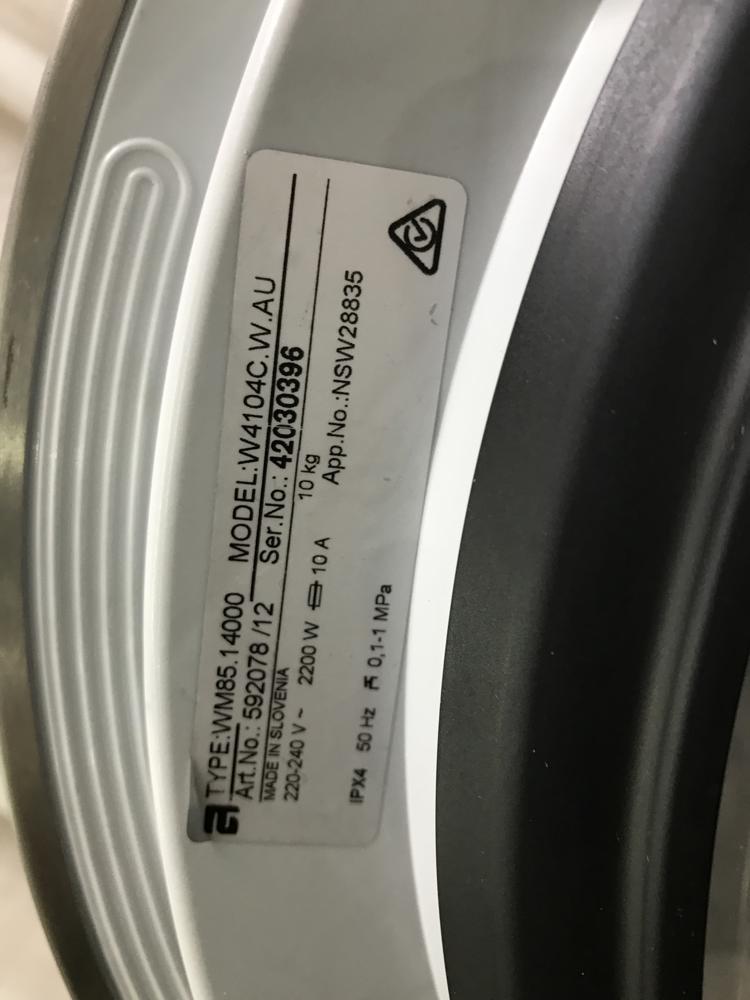 TYPE:WM85.14000 MODEL:W4104C.W.AU
Art.No.: 592078 /12 Ser.No.: 42030396
MADE IN SLOVENIA
220-240 V ~ 2200 W 10 A 10 kg
App.No.:NSW28835
IPX4 50 Hz 0,1-1 MPa